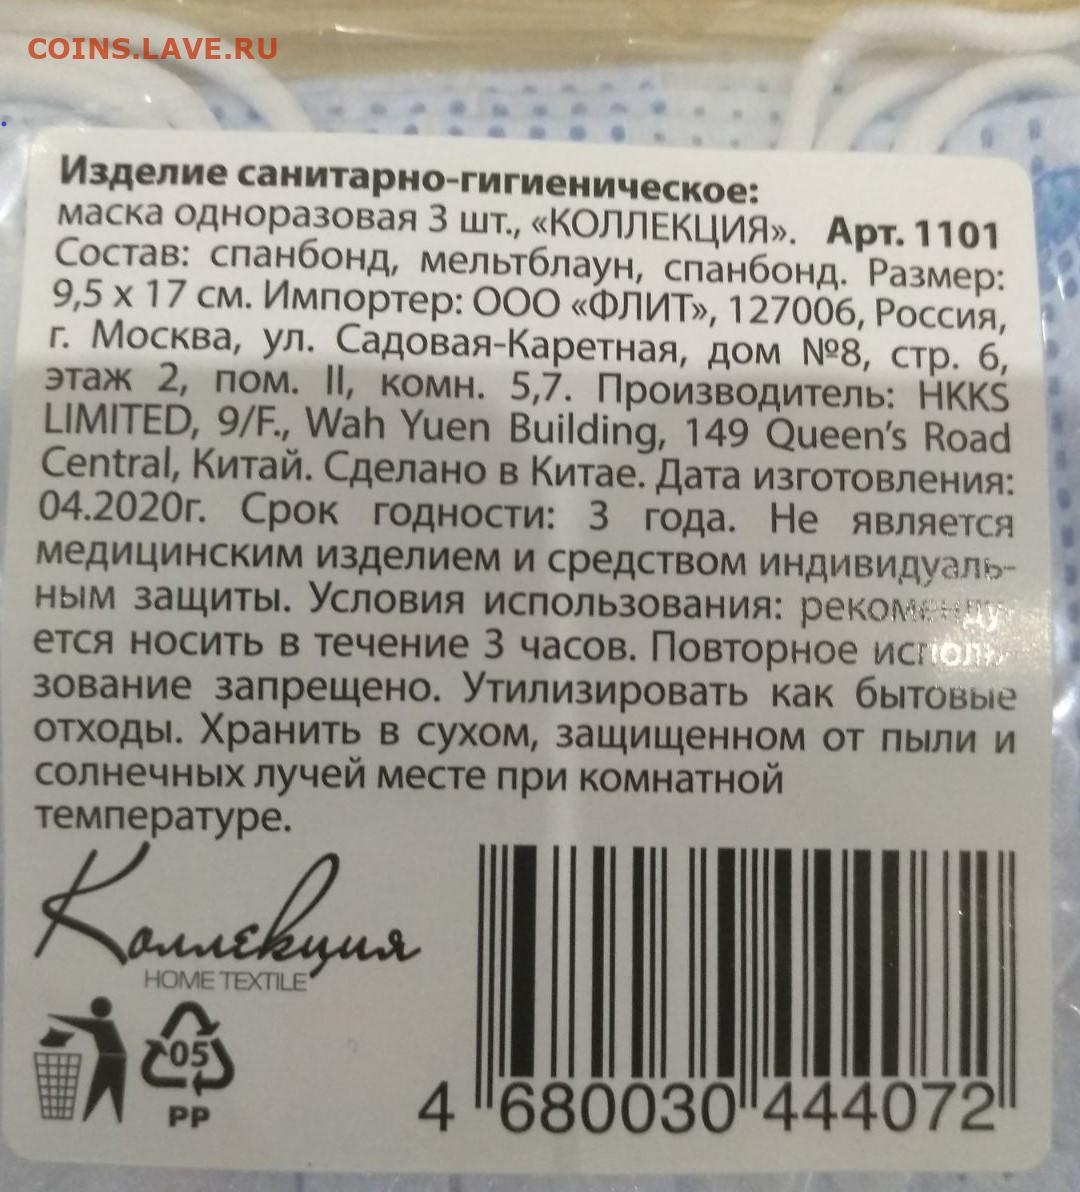 COINS.LAVE.RU
Изделие санитарно-гигиеническое:
маска одноразовая 3 шт., «КОЛЛЕКЦИЯ». Арт. 1101
Состав: спанбонд, мельтблаун, спанбонд. Размер:
9,5 х 17 см. Импортер: ООО «ФЛИТ», 127006, Россия,
г. Москва, ул. Садовая-Каретная, дом №8, стр. 6,
этаж 2, пом. II, комн. 5,7. Производитель: HKKS
LIMITED, 9/F., Wah Yuen Building, 149 Queen's Road
Central, Китай. Сделано в Китае. Дата изготовления:
04.2020г. Срок годности: 3 года. Не является
медицинским изделием и средством индивидуаль-
ным защиты. Условия использования: рекоменду-
ется носить в течение 3 часов. Повторное исполь-
зование запрещено. Утилизировать как бытовые
отходы. Хранить в сухом, защищенном от пыли и
солнечных лучей месте при комнатной
температуре.
Коллекция
HOME TEXTILE
05
PP
4 680030 444072